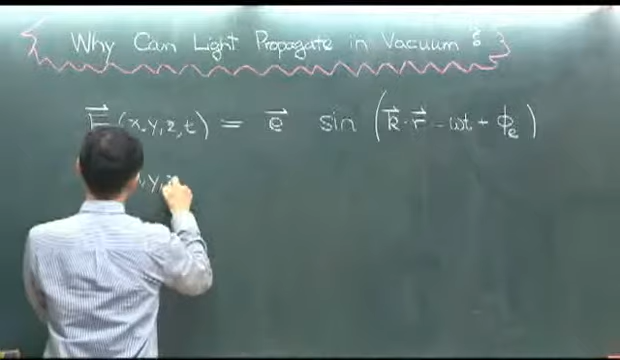 Why Can Light Propagate in Vacuum ?
E (x, y, z, t) = e sin (k · r - ωt + ϕe)
, y, z